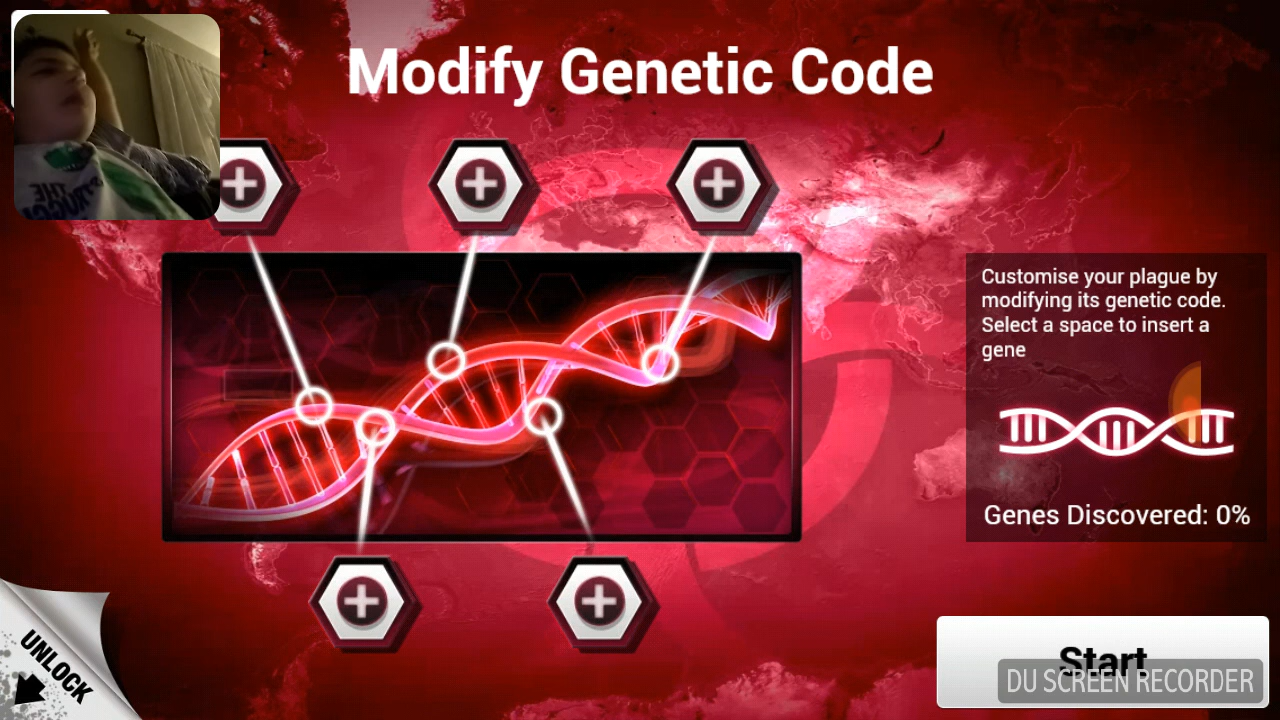 Modify Genetic Code
THE
Customise your plague by
modifying its genetic code.
Select a space to insert a
gene
Genes Discovered: 0%
UNLOCK
Start
DU SCREEN RECORDER